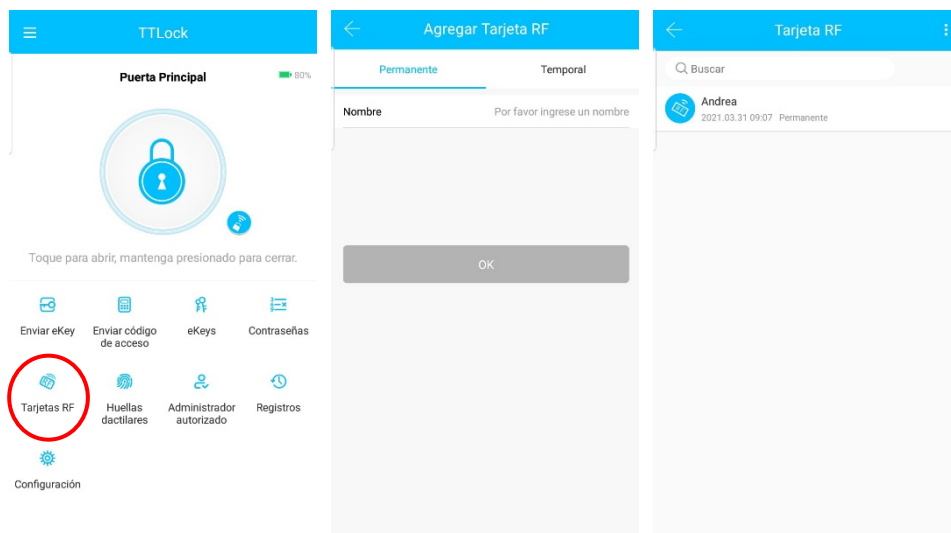 TTLock
Puerta Principal
80%
Toque para abrir, mantenga presionado para cerrar.
Enviar eKey
Enviar código
de acceso
eKeys
Contraseñas
Tarjetas RF
Huellas
dactilares
Administrador
autorizado
Registros
Configuración
Agregar Tarjeta RF
Permanente
Temporal
Nombre
Por favor ingrese un nombre
OK
Tarjeta RF
Buscar
Andrea
2021.03.31 09:07 Permanente